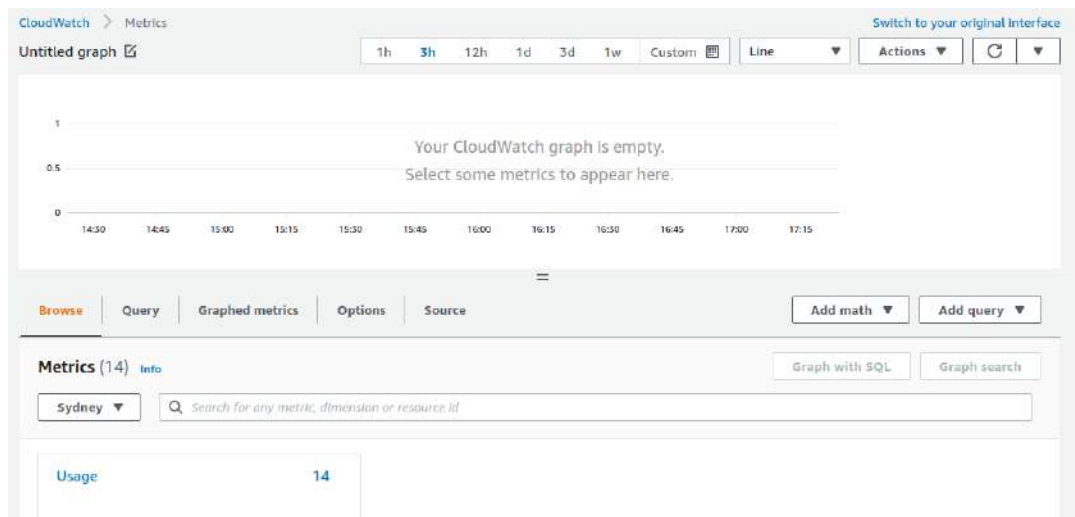 CloudWatch > Metrics Switch to your original interface
Untitled graph 1h 3h 12h 1d 3d 1w Custom Line Actions
Your CloudWatch graph is empty.
Select some metrics to appear here.
1
0.5
0
14:30 14:45 15:00 15:15 15:30 15:45 16:00 16:15 16:30 16:45 17:00 17:15
Browse Query Graphed metrics Options Source Add math Add query
Metrics (14) Info Graph with SQL Graph search
Sydney Search for any metric, dimension or resource id
Usage 14